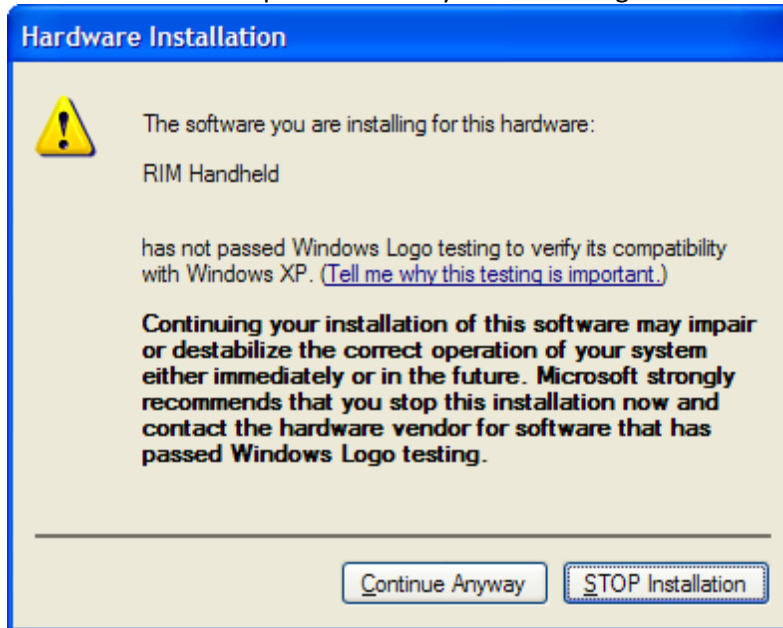 Hardware Installation
The software you are installing for this hardware:
RIM Handheld
has not passed Windows Logo testing to verify its compatibility
with Windows XP. (Tell me why this testing is important.)
Continuing your installation of this software may impair
or destabilize the correct operation of your system
either immediately or in the future. Microsoft strongly
recommends that you stop this installation now and
contact the hardware vendor for software that has
passed Windows Logo testing.
Continue Anyway STOP Installation